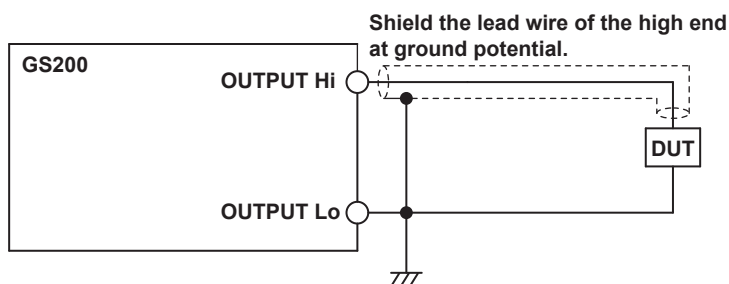 Shield the lead wire of the high end
at ground potential.
GS200
OUTPUT Hi
DUT
OUTPUT Lo